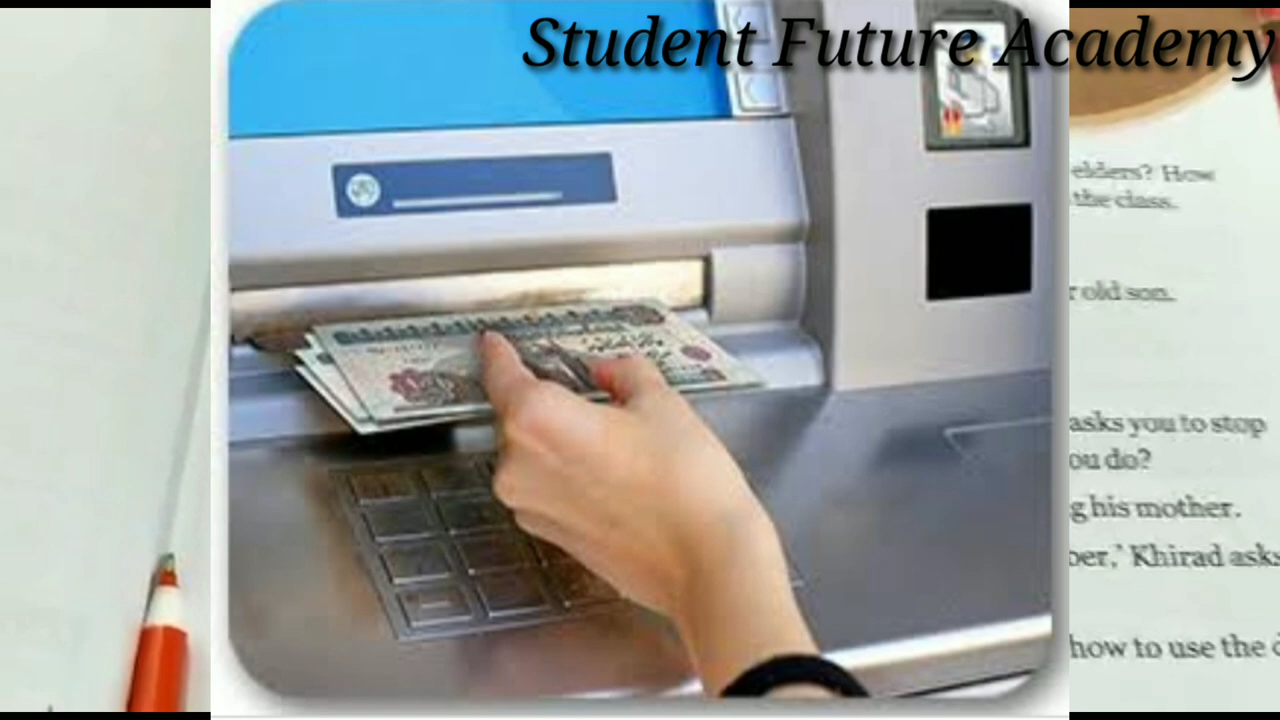 Student Future Academy
elders? How
the class.
r old son.
asks you to stop
ou do?
g his mother.
ber,' Khirad asks
how to use the